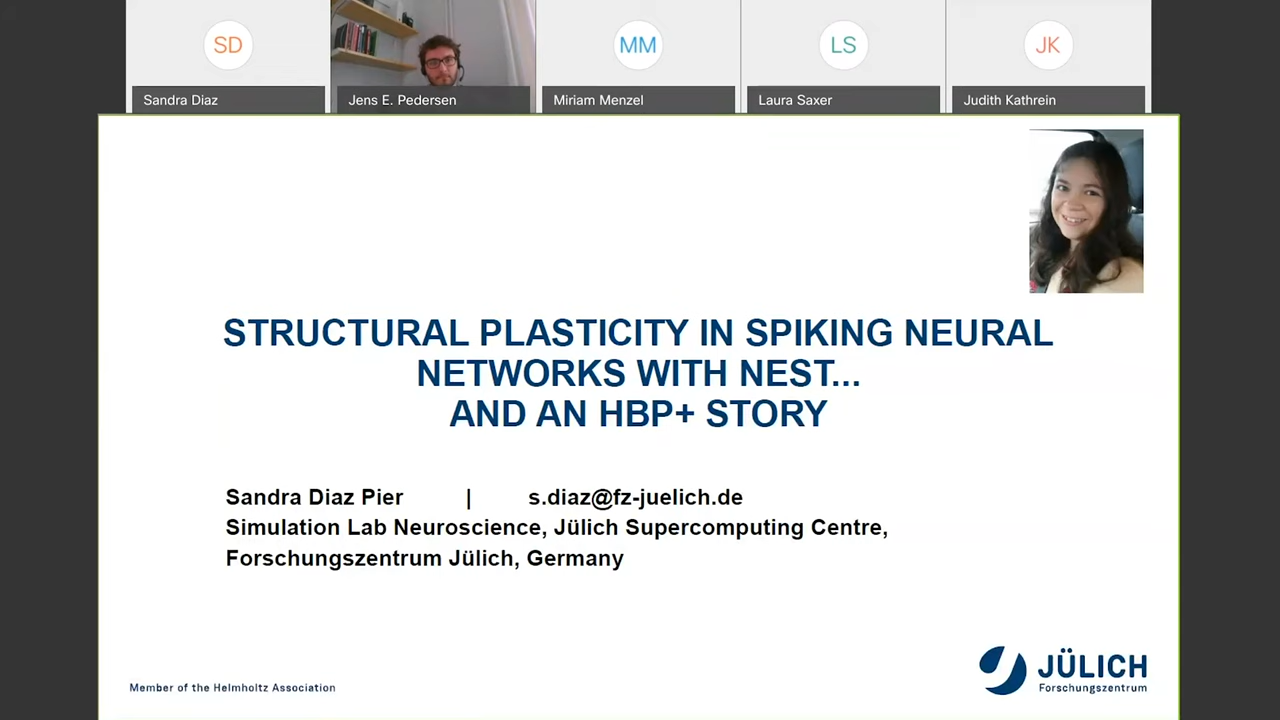 SD
MM
LS
JK
Sandra Diaz
Jens E. Pedersen
Miriam Menzel
Laura Saxer
Judith Kathrein
STRUCTURAL PLASTICITY IN SPIKING NEURAL
NETWORKS WITH NEST...
AND AN HBP+ STORY
Sandra Diaz Pier | s.diaz@fz-juelich.de
Simulation Lab Neuroscience, Jülich Supercomputing Centre,
Forschungszentrum Jülich, Germany
Member of the Helmholtz Association
JÜLICH
Forschungszentrum